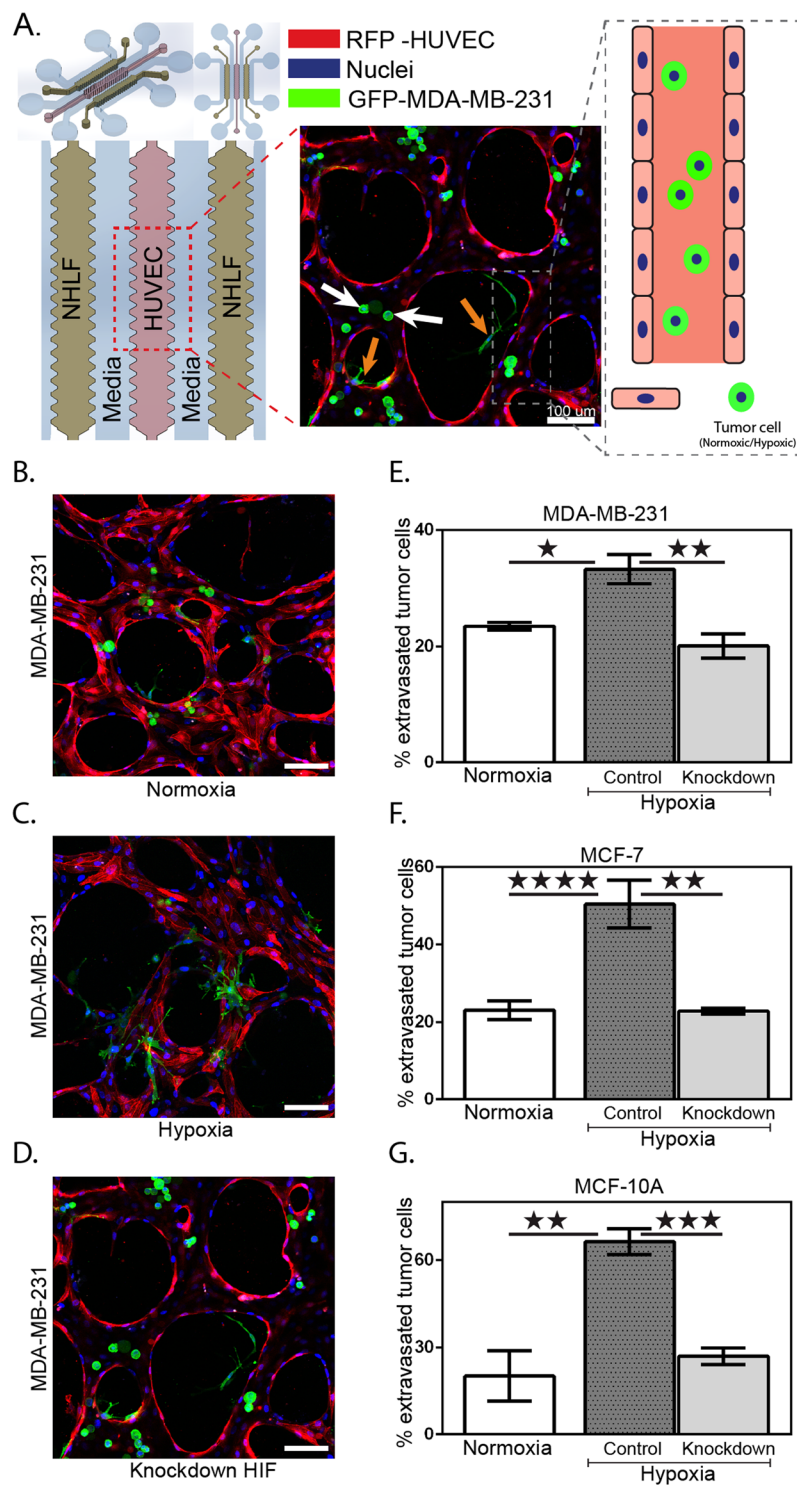 A.
RFP -HUVEC
Nuclei
GFP-MDA-MB-231
NHLF
HUVEC
NHLF
Media
Media
100 um
Tumor cell
(Normoxic/Hypoxic)
B.
MDA-MB-231
Normoxia
C.
MDA-MB-231
Hypoxia
D.
MDA-MB-231
Knockdown HIF
E.
MDA-MB-231
% extravasated tumor cells
40
20
0
★
★★
Normoxia
Control
Knockdown
Hypoxia
F.
MCF-7
% extravasated tumor cells
60
40
20
0
★★★★
★★
Normoxia
Control
Knockdown
Hypoxia
G.
MCF-10A
% extravasated tumor cells
60
30
0
★★
★★★
Normoxia
Control
Knockdown
Hypoxia